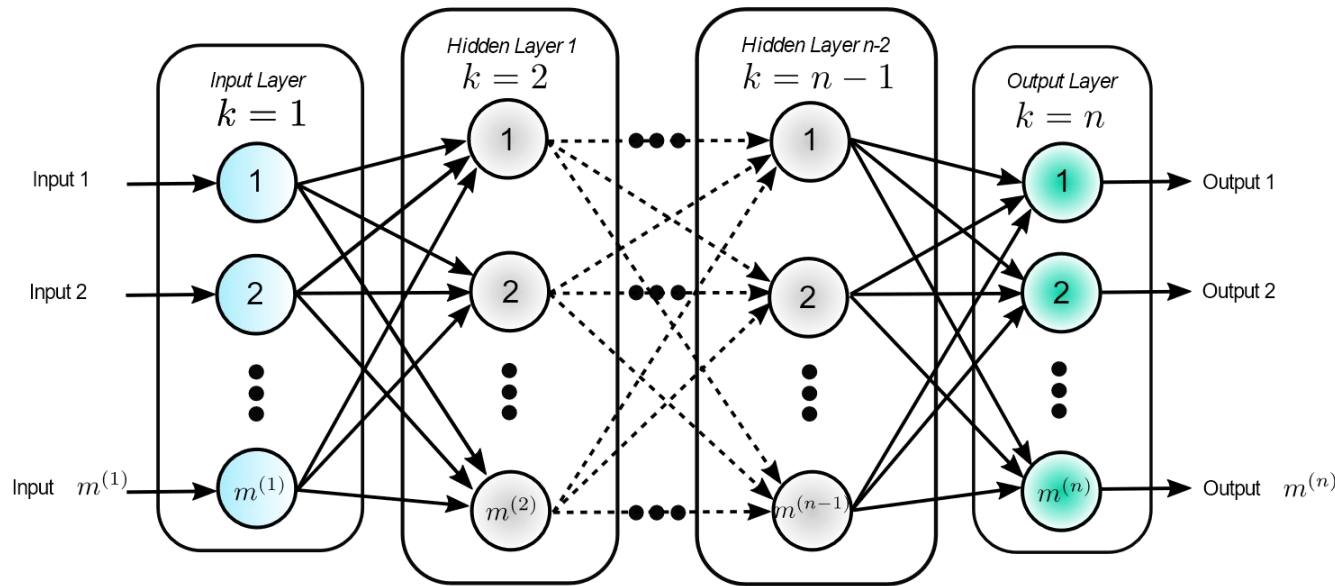 Input Layer
k = 1
Hidden Layer 1
k = 2
Hidden Layer n-2
k = n − 1
Output Layer
k = n
Input 1
1
1
1
1
Output 1
Input 2
2
2
2
2
Output 2
Input m^{(1)}
m^{(1)}
m^{(2)}
m^{(n-1)}
m^{(n)}
Output m^{(n)}